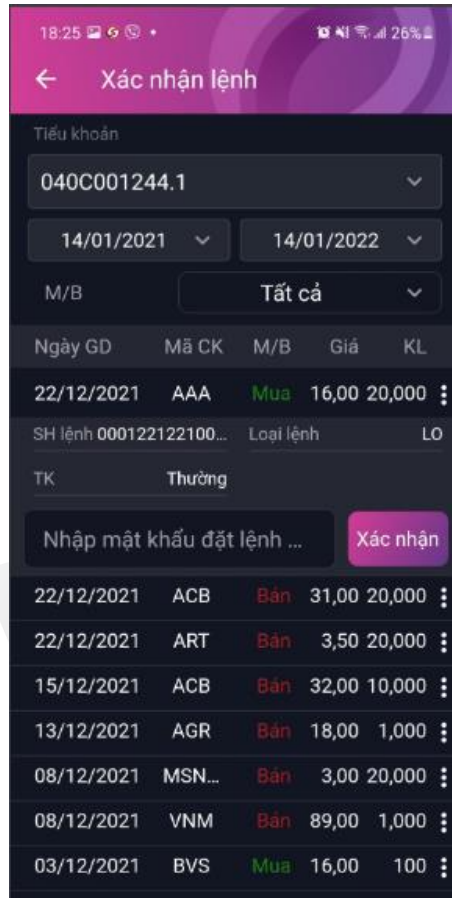 18:25 26%
Xác nhận lệnh
Tiểu khoản
040C001244.1
14/01/2021 14/01/2022
M/B Tất cả
Ngày GD Mã CK M/B Giá KL
22/12/2021 AAA Mua 16,00 20,000
SH lệnh 000122122100... Loại lệnh LO
TK Thường
Nhập mật khẩu đặt lệnh ... Xác nhận
22/12/2021 ACB Bán 31,00 20,000
22/12/2021 ART Bán 3,50 20,000
15/12/2021 ACB Bán 32,00 10,000
13/12/2021 AGR Bán 18,00 1,000
08/12/2021 MSN... Bán 3,00 20,000
08/12/2021 VNM Bán 89,00 1,000
03/12/2021 BVS Mua 16,00 100